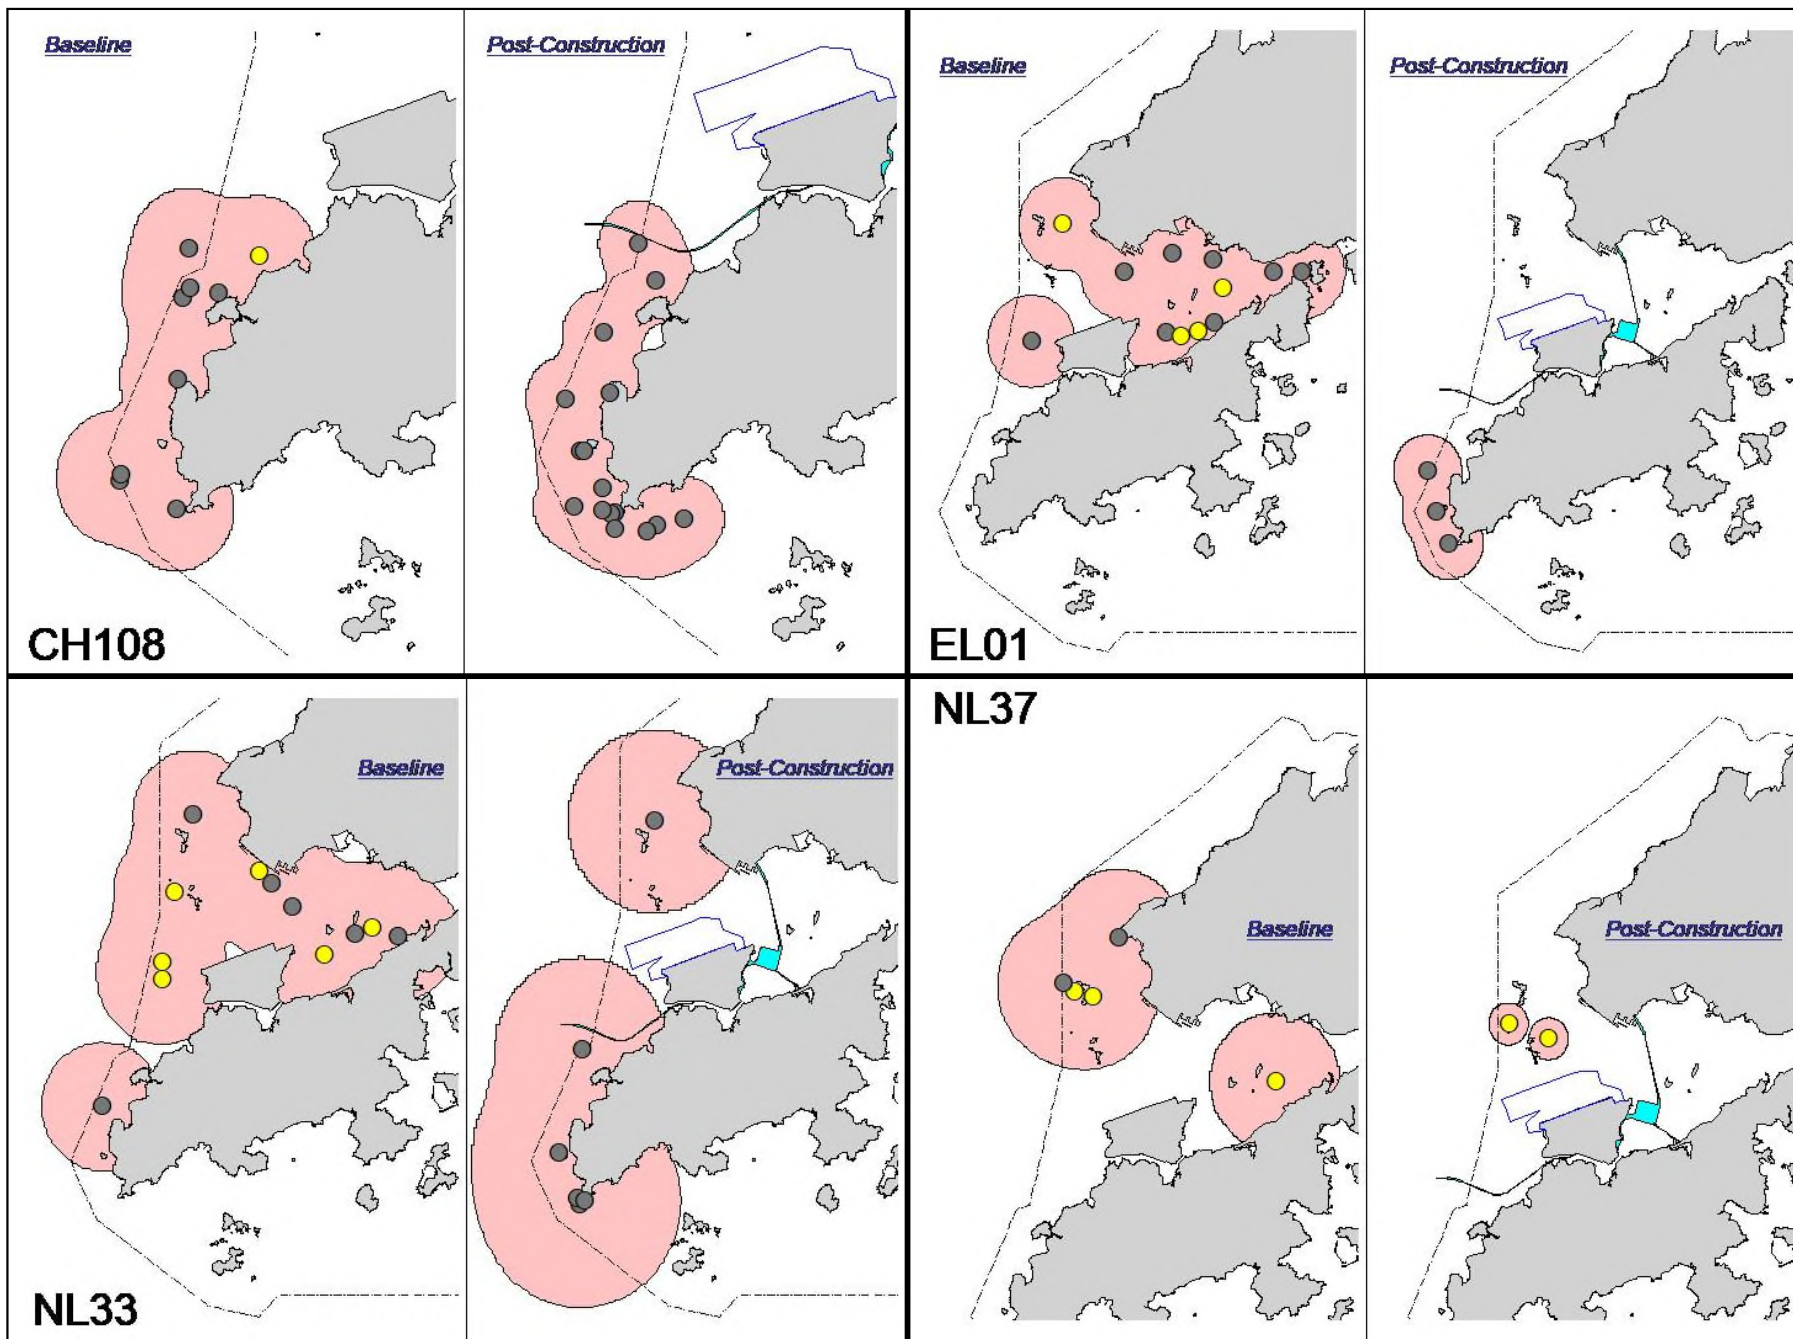 Baseline
Post-Construction
CH108
Baseline
Post-Construction
EL01
Baseline
Post-Construction
NL33
NL37
Baseline
Post-Construction